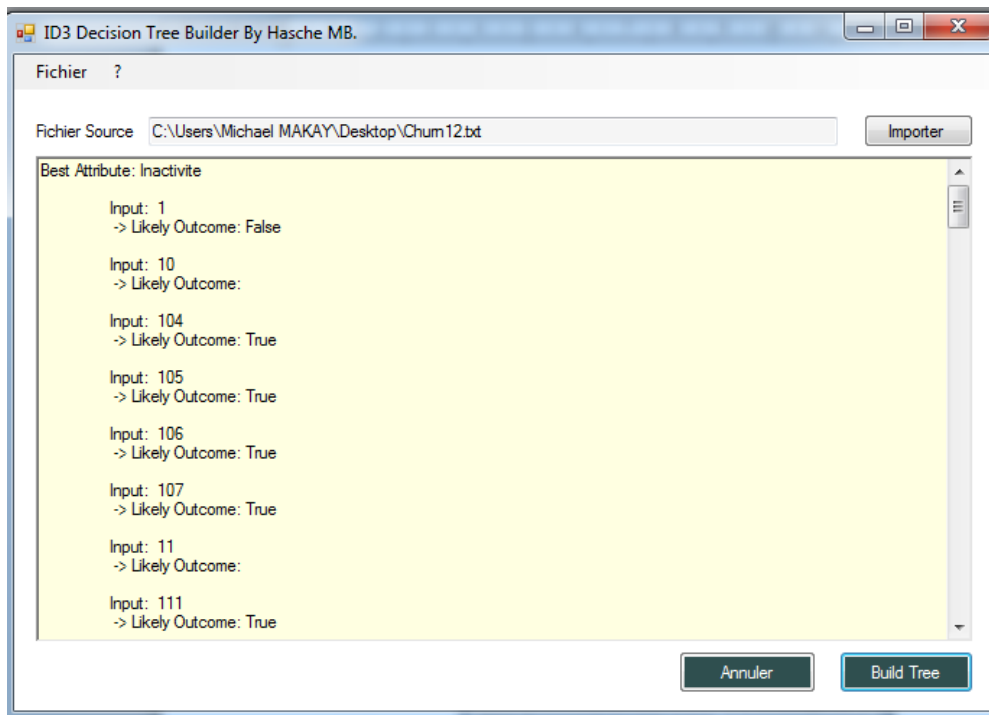 ID3 Decision Tree Builder By Hasche MB.
Fichier ?
Fichier Source C:\Users\Michael MAKAY\Desktop\Churn12.txt Importer
Best Attribute: Inactivite
Input: 1
-> Likely Outcome: False
Input: 10
-> Likely Outcome:
Input: 104
-> Likely Outcome: True
Input: 105
-> Likely Outcome: True
Input: 106
-> Likely Outcome: True
Input: 107
-> Likely Outcome: True
Input: 11
-> Likely Outcome:
Input: 111
-> Likely Outcome: True
Annuler Build Tree